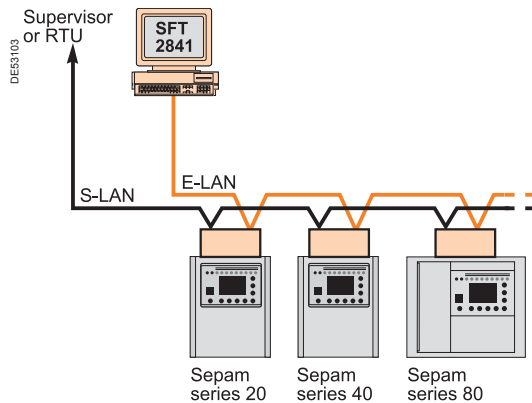 Supervisor
or RTU
DE53103
SFT
2841
E-LAN
S-LAN
Sepam
series 20
Sepam
series 40
Sepam
series 80